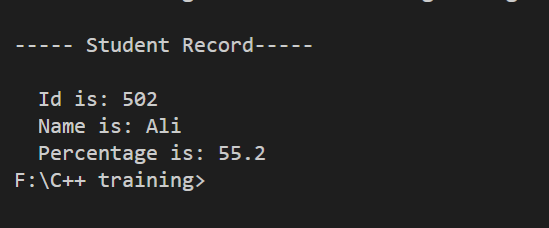 ----- Student Record-----
  Id is: 502
  Name is: Ali
  Percentage is: 55.2
F:\C++ training>